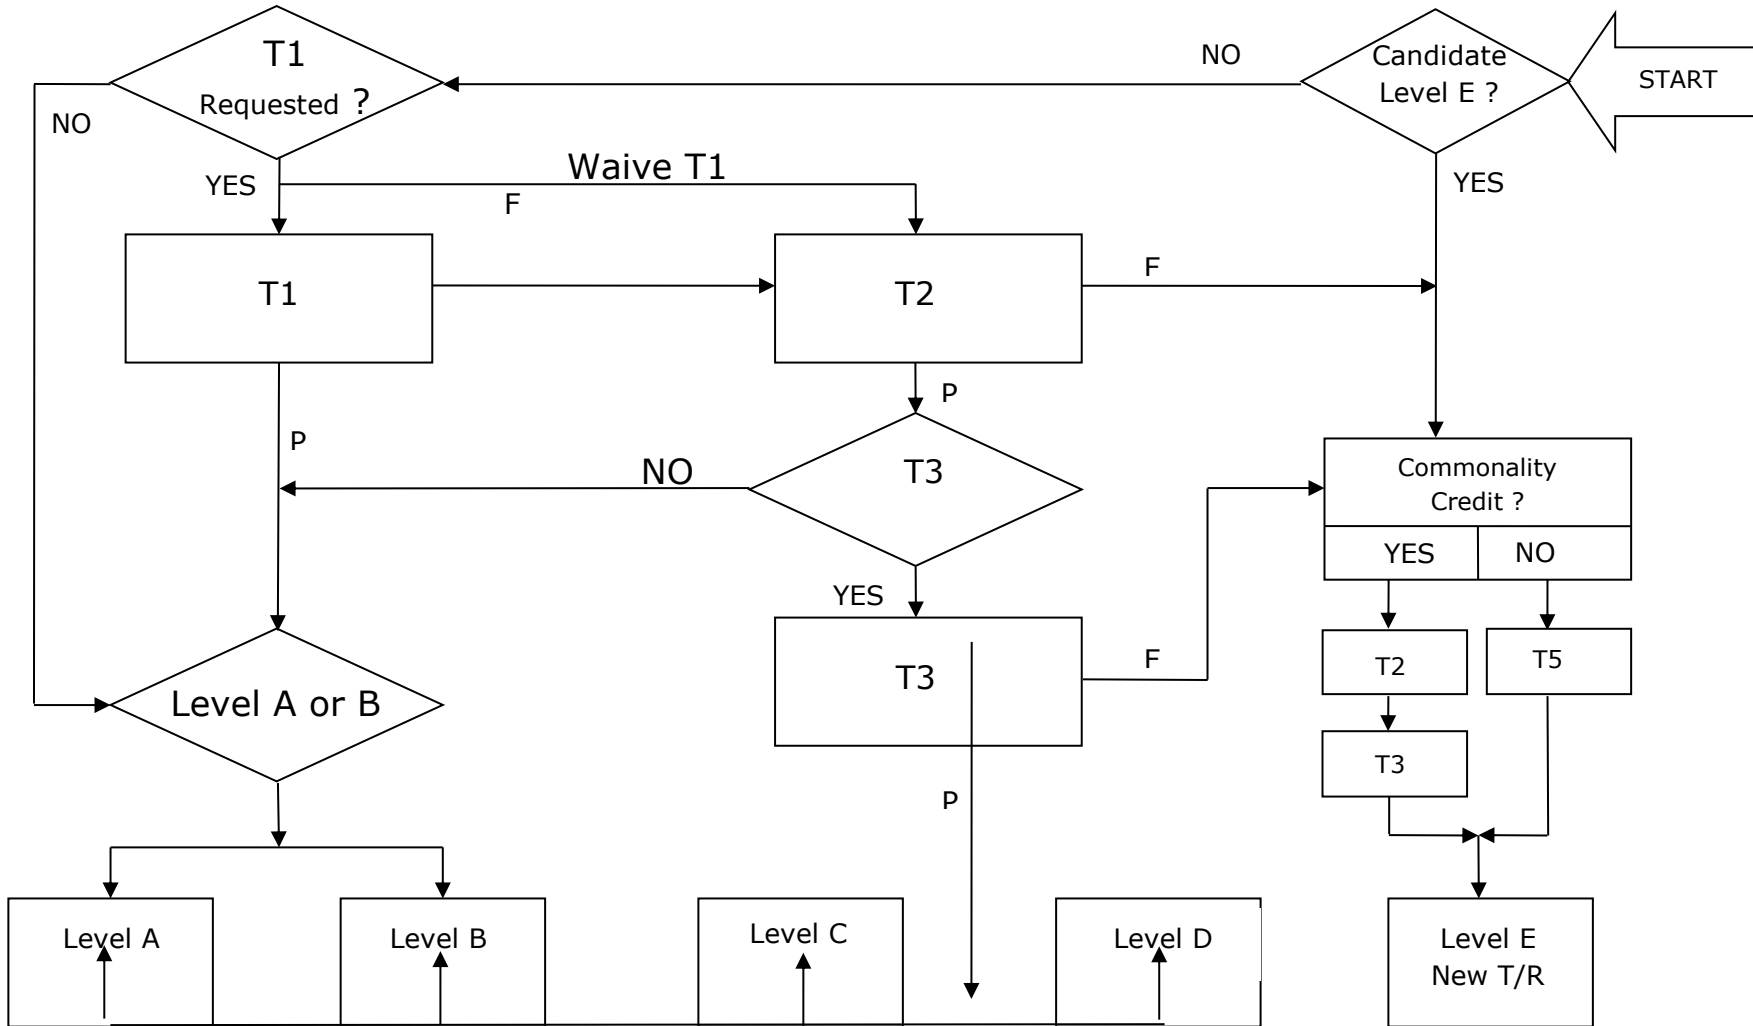 T1
Requested ?
NO
Candidate
Level E ?
START
NO
YES
Waive T1
F
YES
T1
T2
F
P
P
NO
T3
Commonality
Credit ?
YES
NO
YES
T3
F
T2
T5
Level A or B
T3
P
Level A
Level B
Level C
Level D
Level E
New T/R